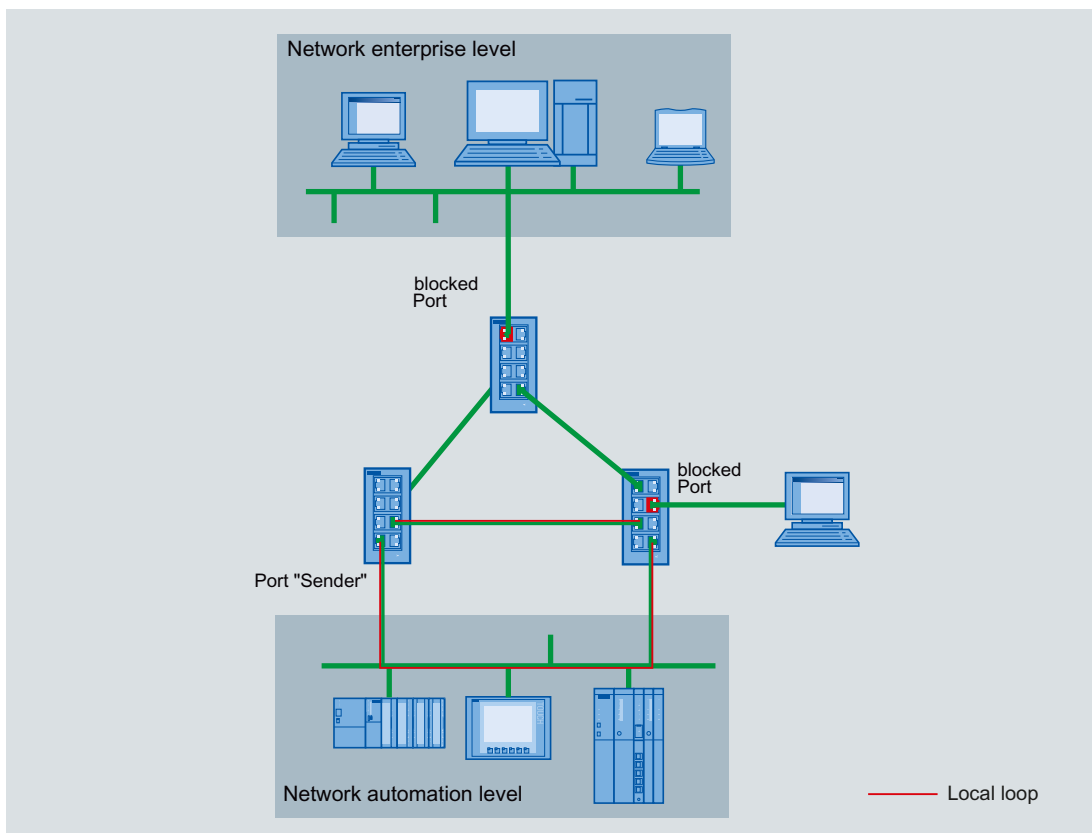 Network enterprise level
blocked
Port
blocked
Port
Port "Sender"
Network automation level
Local loop